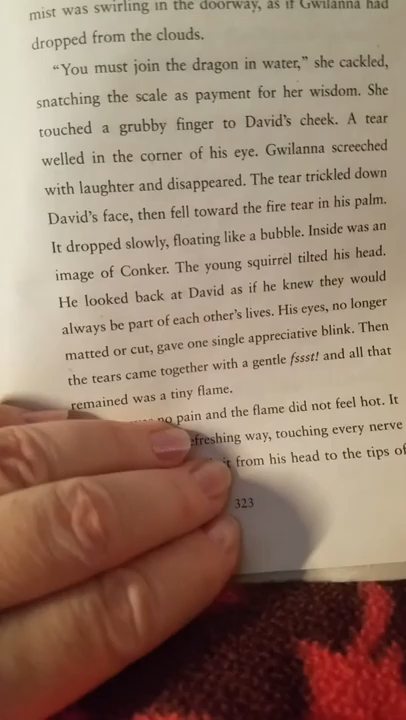 mist was swirling in the doorway, as if Gwilanna had
dropped from the clouds.
“You must join the dragon in water,” she cackled,
snatching the scale as payment for her wisdom. She
touched a grubby finger to David’s cheek. A tear
welled in the corner of his eye. Gwilanna screeched
with laughter and disappeared. The tear trickled down
David’s face, then fell toward the fire tear in his palm.
It dropped slowly, floating like a bubble. Inside was an
image of Conker. The young squirrel tilted his head.
He looked back at David as if he knew they would
always be part of each other’s lives. His eyes, no longer
matted or cut, gave one single appreciative blink. Then
the tears came together with a gentle fssst! and all that
remained was a tiny flame.
no pain and the flame did not feel hot. It
efreshing way, touching every nerve
from his head to the tips of
323